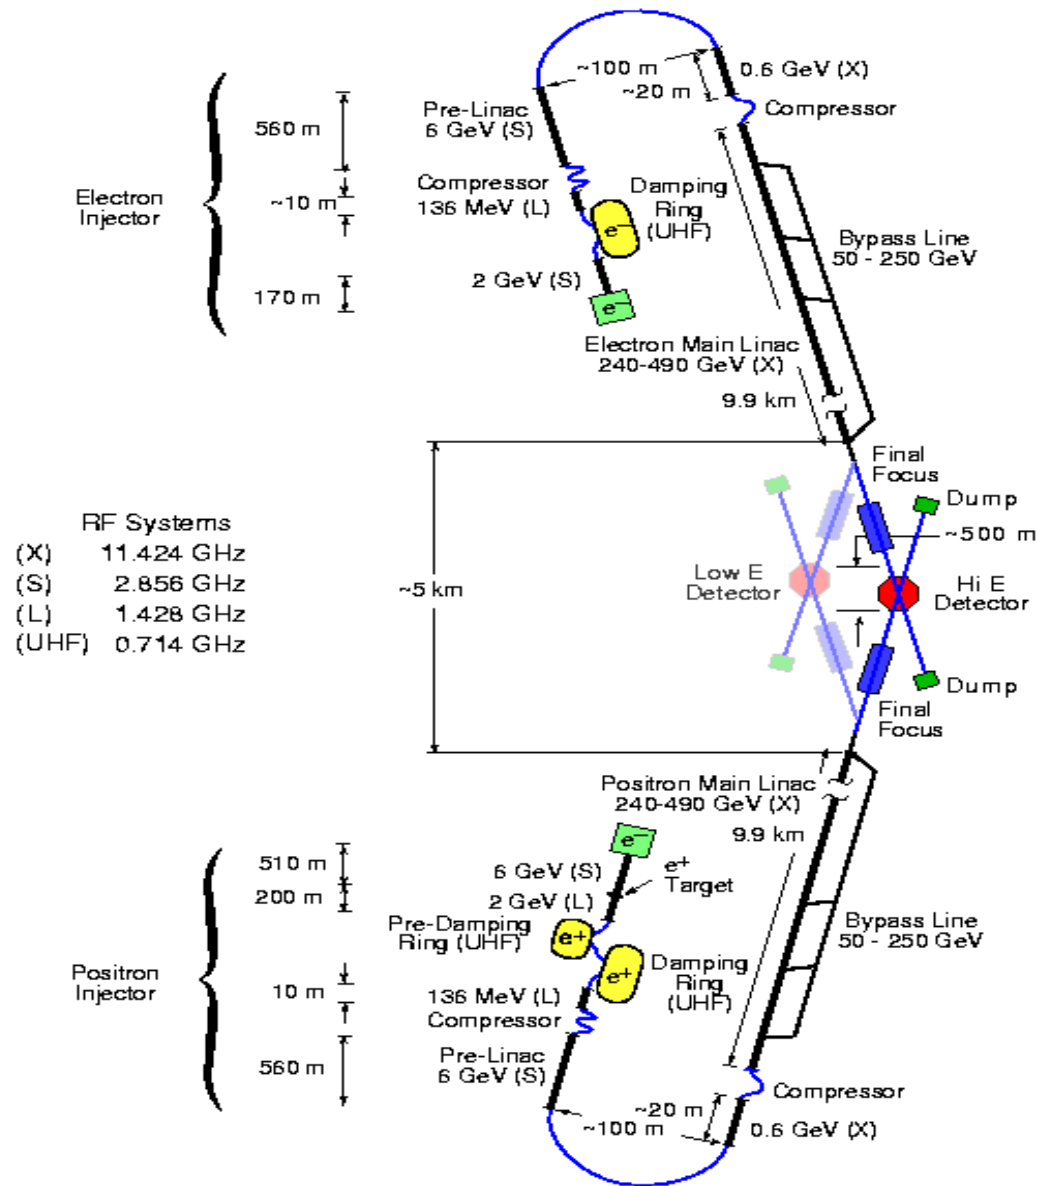 ~100 m
0.6 GeV (X)
~20 m
Compressor
Pre-Linac
6 GeV (S)
560 m
Electron
Injector
~10 m
Compressor
136 MeV (L)
Damping
Ring
(UHF)
e−
Bypass Line
50 - 250 GeV
2 GeV (S)
170 m
e−
Electron Main Linac
240-490 GeV (X)
9.9 km
Final
Focus
Dump
~500 m
RF Systems
(X) 11.424 GHz
(S) 2.856 GHz
(L) 1.428 GHz
(UHF) 0.714 GHz
~5 km
Low E
Detector
Hi E
Detector
Dump
Final
Focus
Positron Main Linac
240-490 GeV (X)
9.9 km
e−
510 m
6 GeV (S)
e+
Target
200 m
2 GeV (L)
Pre-Damping
Ring (UHF)
e+
e+
Damping
Ring
(UHF)
Bypass Line
50 - 250 GeV
Positron
Injector
10 m
136 MeV (L)
Compressor
560 m
Pre-Linac
6 GeV (S)
Compressor
~20 m
~100 m
0.6 GeV (X)